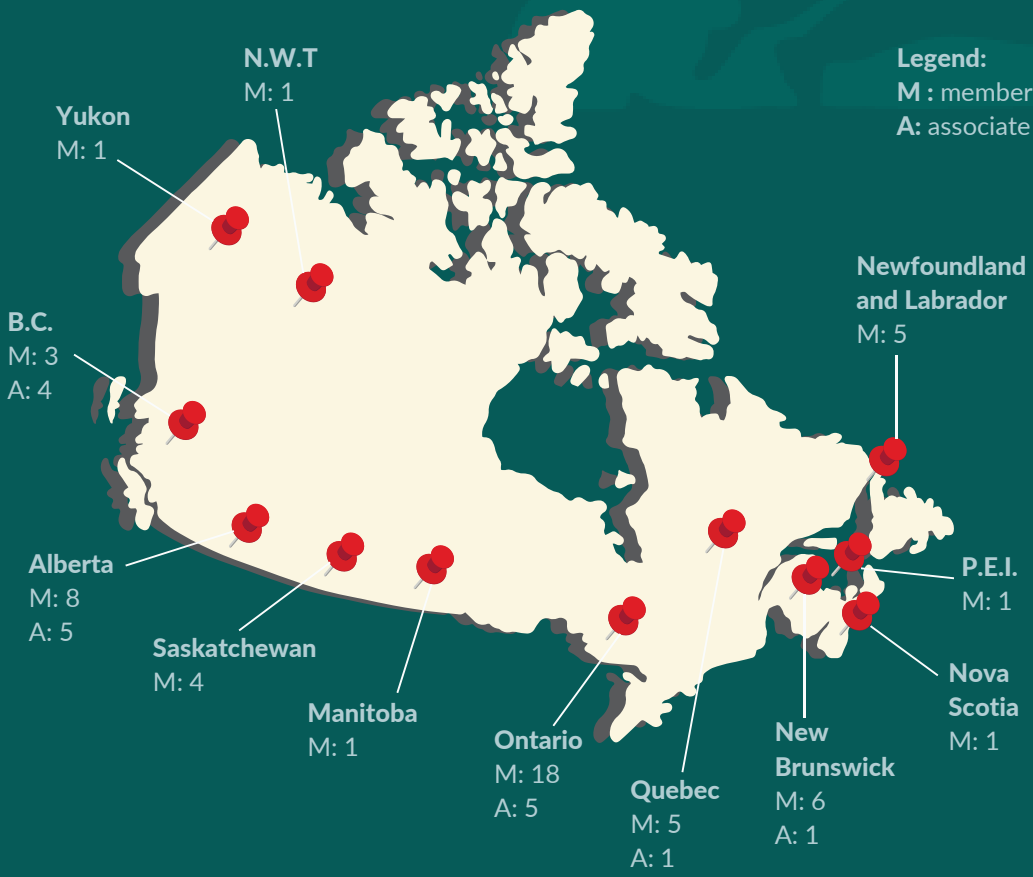 N.W.T
M: 1
Legend:
M : member
A: associate
Yukon
M: 1
Newfoundland
and Labrador
M: 5
B.C.
M: 3
A: 4
Alberta
M: 8
A: 5
P.E.I.
M: 1
Saskatchewan
M: 4
Nova
Scotia
M: 1
Manitoba
M: 1
Ontario
M: 18
A: 5
New
Brunswick
M: 6
A: 1
Quebec
M: 5
A: 1